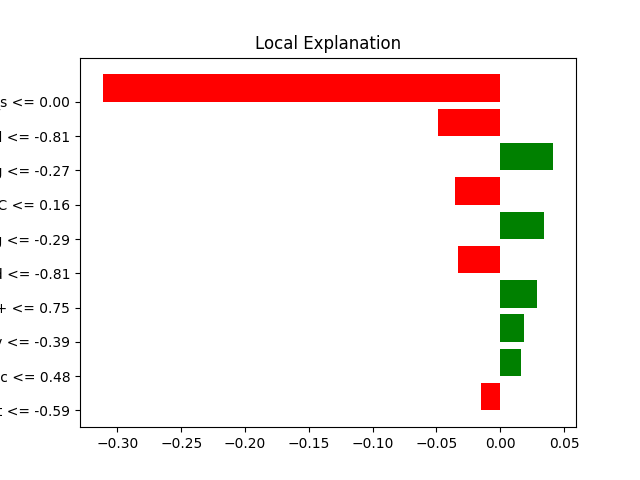 Local Explanation
s <= 0.00
<= -0.81
<= -0.27
C <= 0.16
<= -0.29
<= -0.81
+ <= 0.75
<= -0.39
c <= 0.48
<= -0.59
−0.30 −0.25 −0.20 −0.15 −0.10 −0.05 0.00 0.05